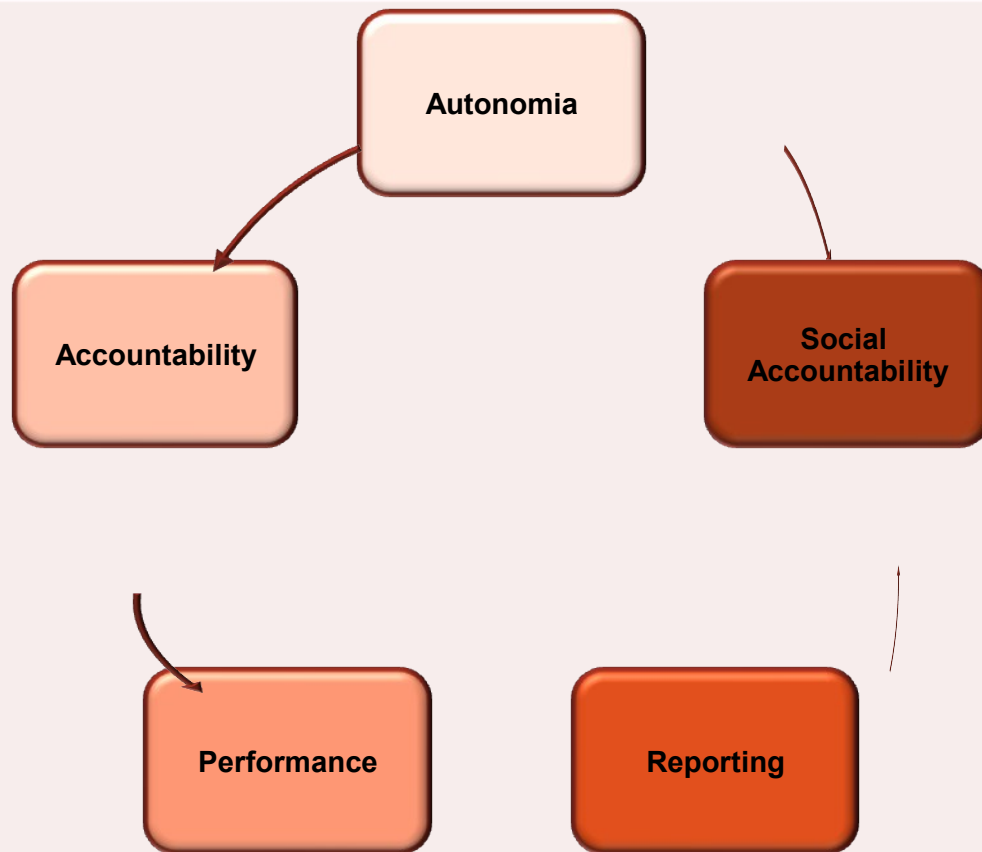 Autonomia
Accountability
Social
Accountability
Performance
Reporting